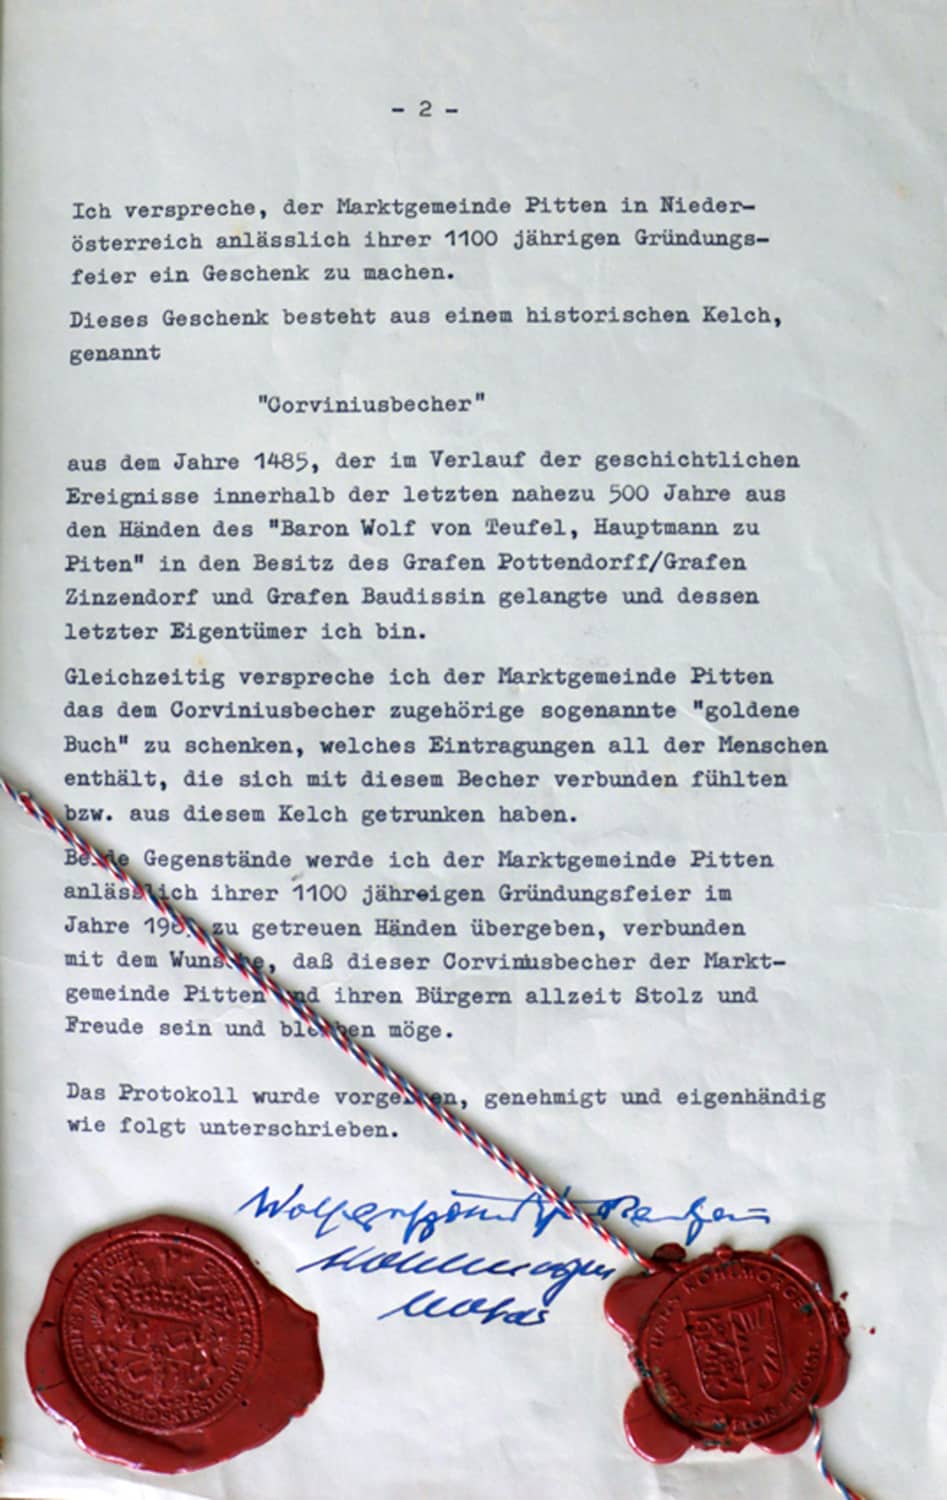 - 2 -
Ich verspreche, der Marktgemeinde Pitten in Nieder-
österreich anlässlich ihrer 1100 jährigen Gründungs-
feier ein Geschenk zu machen.
Dieses Geschenk besteht aus einem historischen Kelch,
genannt
"Corviniusbecher"
aus dem Jahre 1485, der im Verlauf der geschichtlichen
Ereignisse innerhalb der letzten nahezu 500 Jahre aus
den Händen des "Baron Wolf von Teufel, Hauptmann zu
Piten" in den Besitz des Grafen Pottendorff/Grafen
Zinzendorf und Grafen Baudissin gelangte und dessen
letzter Eigentümer ich bin.
Gleichzeitig verspreche ich der Marktgemeinde Pitten
das dem Corviniusbecher zugehörige sogenannte "goldene
Buch" zu schenken, welches Eintragungen all der Menschen
enthält, die sich mit diesem Becher verbunden fühlten
bzw. aus diesem Kelch getrunken haben.
Beide Gegenstände werde ich der Marktgemeinde Pitten
anlässlich ihrer 1100 jähreigen Gründungsfeier im
Jahre zu getreuen Händen übergeben, verbunden
mit dem Wunsche, daß dieser Corvinusbecher der Markt-
gemeinde Pitten und ihren Bürgern allzeit Stolz und
Freude sein und bleiben möge.
Das Protokoll wurde vorgelesen, genehmigt und eigenhändig
wie folgt unterschrieben.